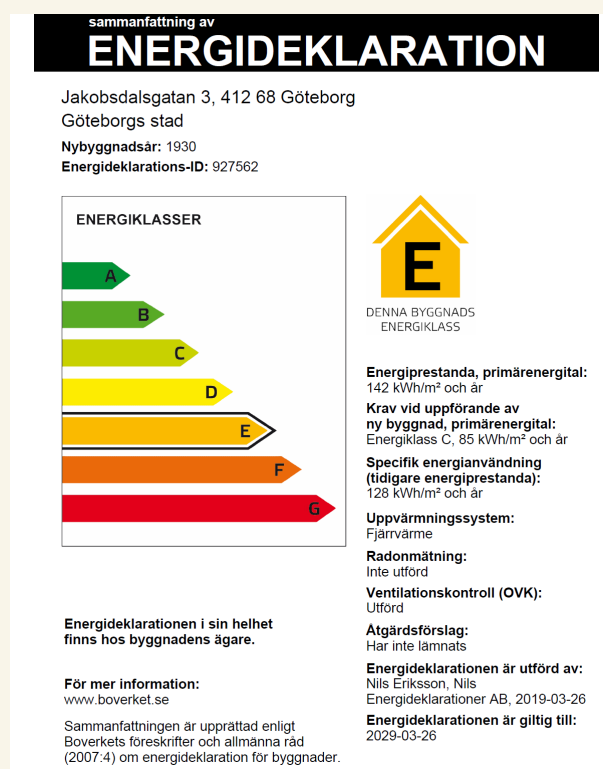 sammanfattning av
ENERGIDEKLARATION
Jakobsdalsgatan 3, 412 68 Göteborg
Göteborgs stad
Nybyggnadsår: 1930
Energideklarations-ID: 927562
ENERGIKLASSER
A
B
C
D
E
F
G
E
DENNA BYGGNADS
ENERGIKLASS
Energiprestanda, primärenergital:
142 kWh/m² och år
Krav vid uppförande av
ny byggnad, primärenergital:
Energiklass C, 85 kWh/m² och år
Specifik energianvändning
(tidigare energiprestanda):
128 kWh/m² och år
Uppvärmningssystem:
Fjärrvärme
Radonmätning:
Inte utförd
Ventilationskontroll (OVK):
Utförd
Åtgärdsförslag:
Har inte lämnats
Energideklarationen är utförd av:
Nils Eriksson, Nils
Energideklarationer AB, 2019-03-26
Energideklarationen är giltig till:
2029-03-26
Energideklarationen i sin helhet
finns hos byggnadens ägare.
För mer information:
www.boverket.se
Sammanfattningen är upprättad enligt
Boverkets föreskrifter och allmänna råd
(2007:4) om energideklaration för byggnader.